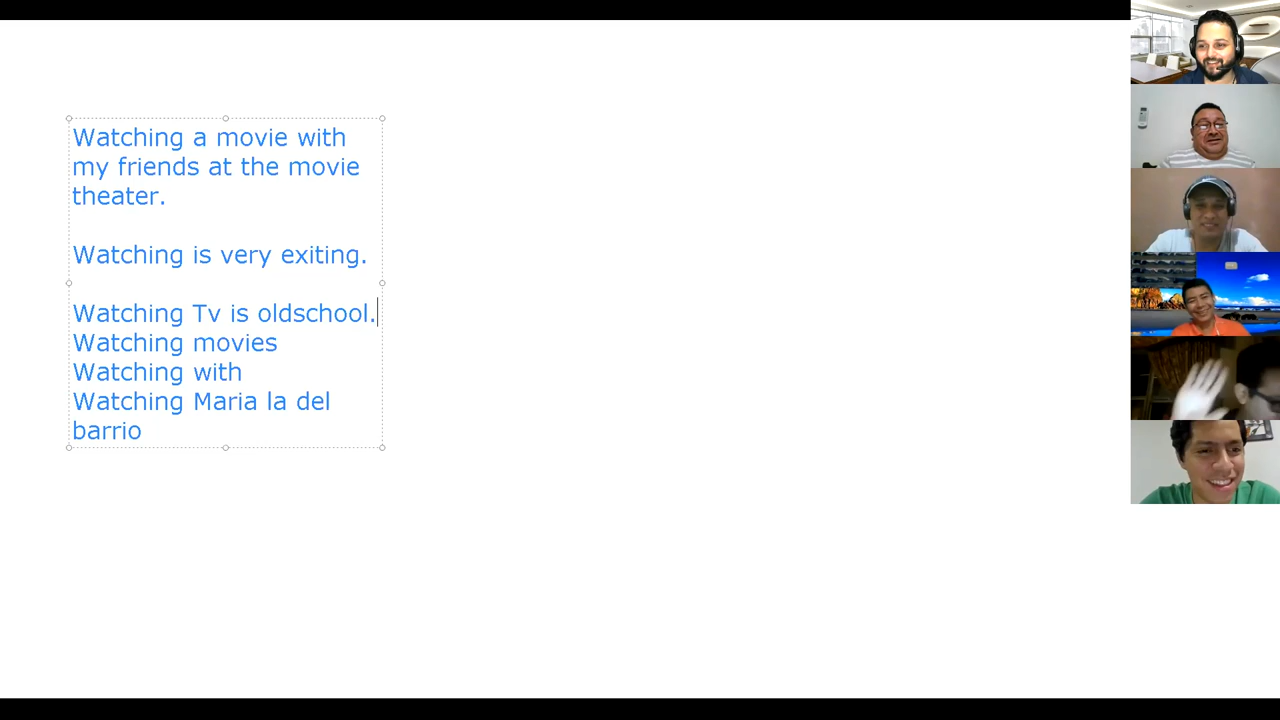 Watching a movie with
my friends at the movie
theater.
Watching is very exiting.
Watching Tv is oldschool.
Watching movies
Watching with
Watching Maria la del
barrio